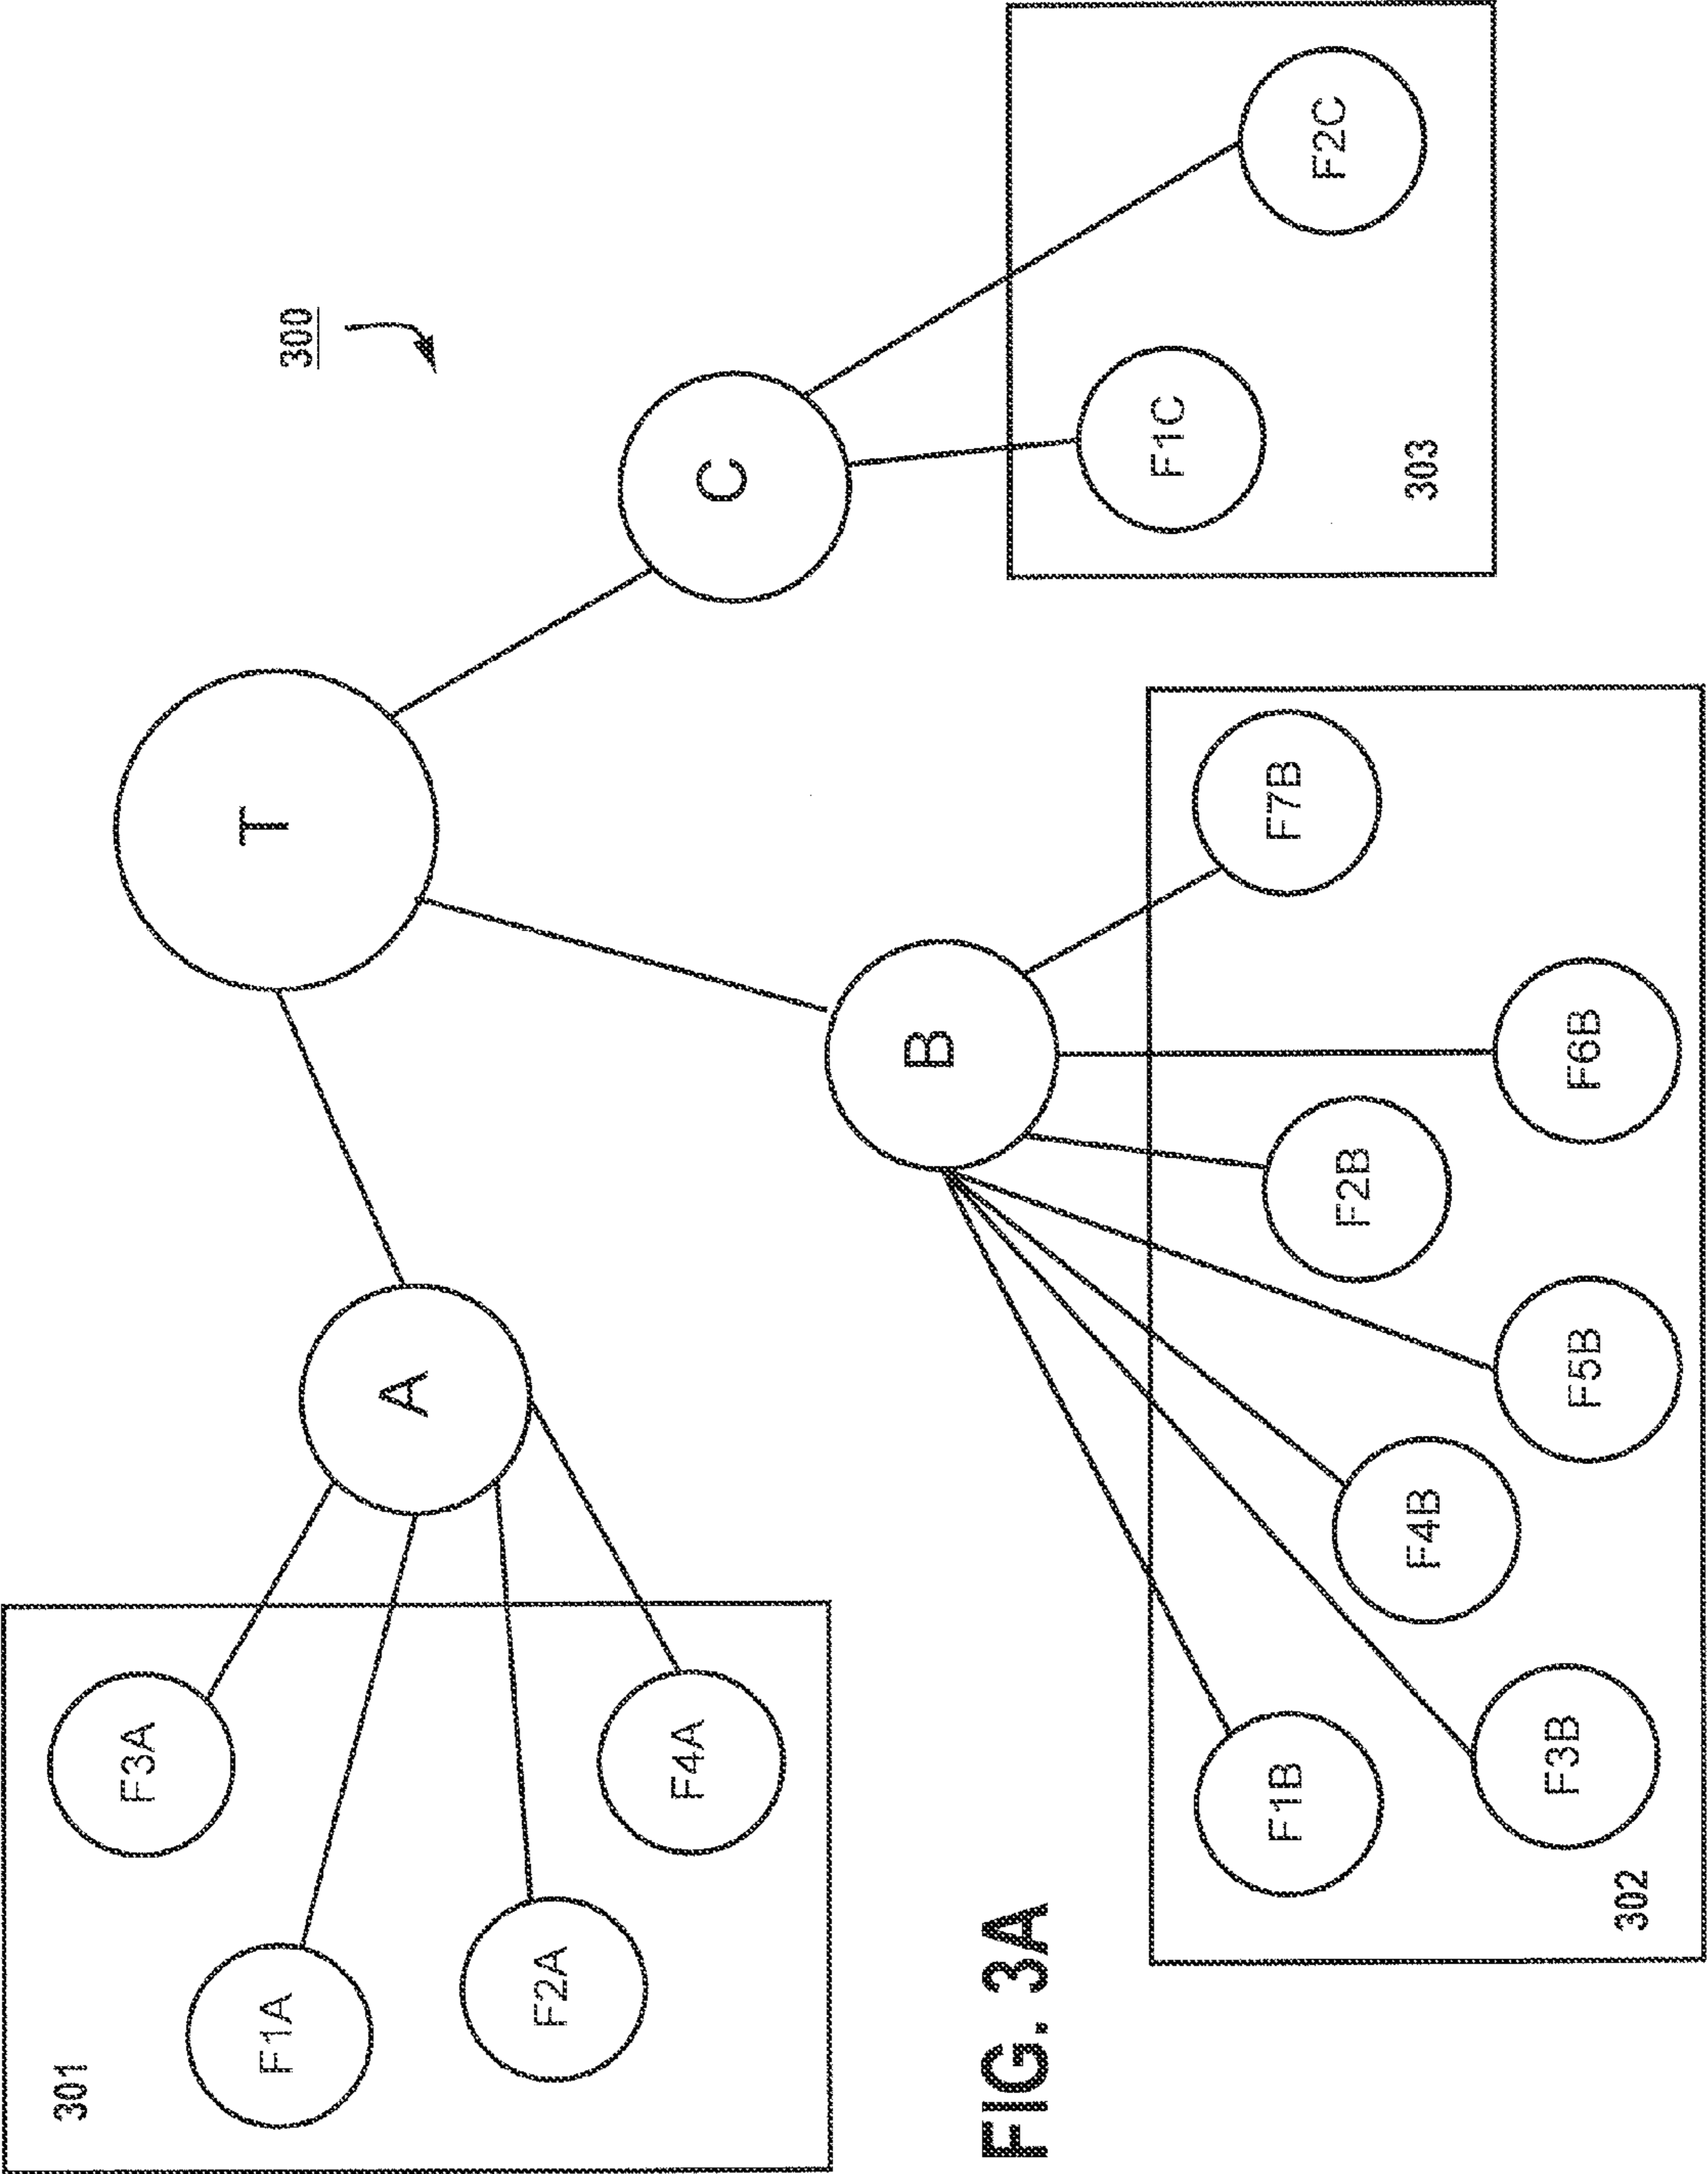 300
T
A
B
C
301
F3A
F1A
F2A
F4A
F1B
F3B
F4B
F5B
F2B
F6B
F7B
302
F1C
F2C
303
FIG. 3A